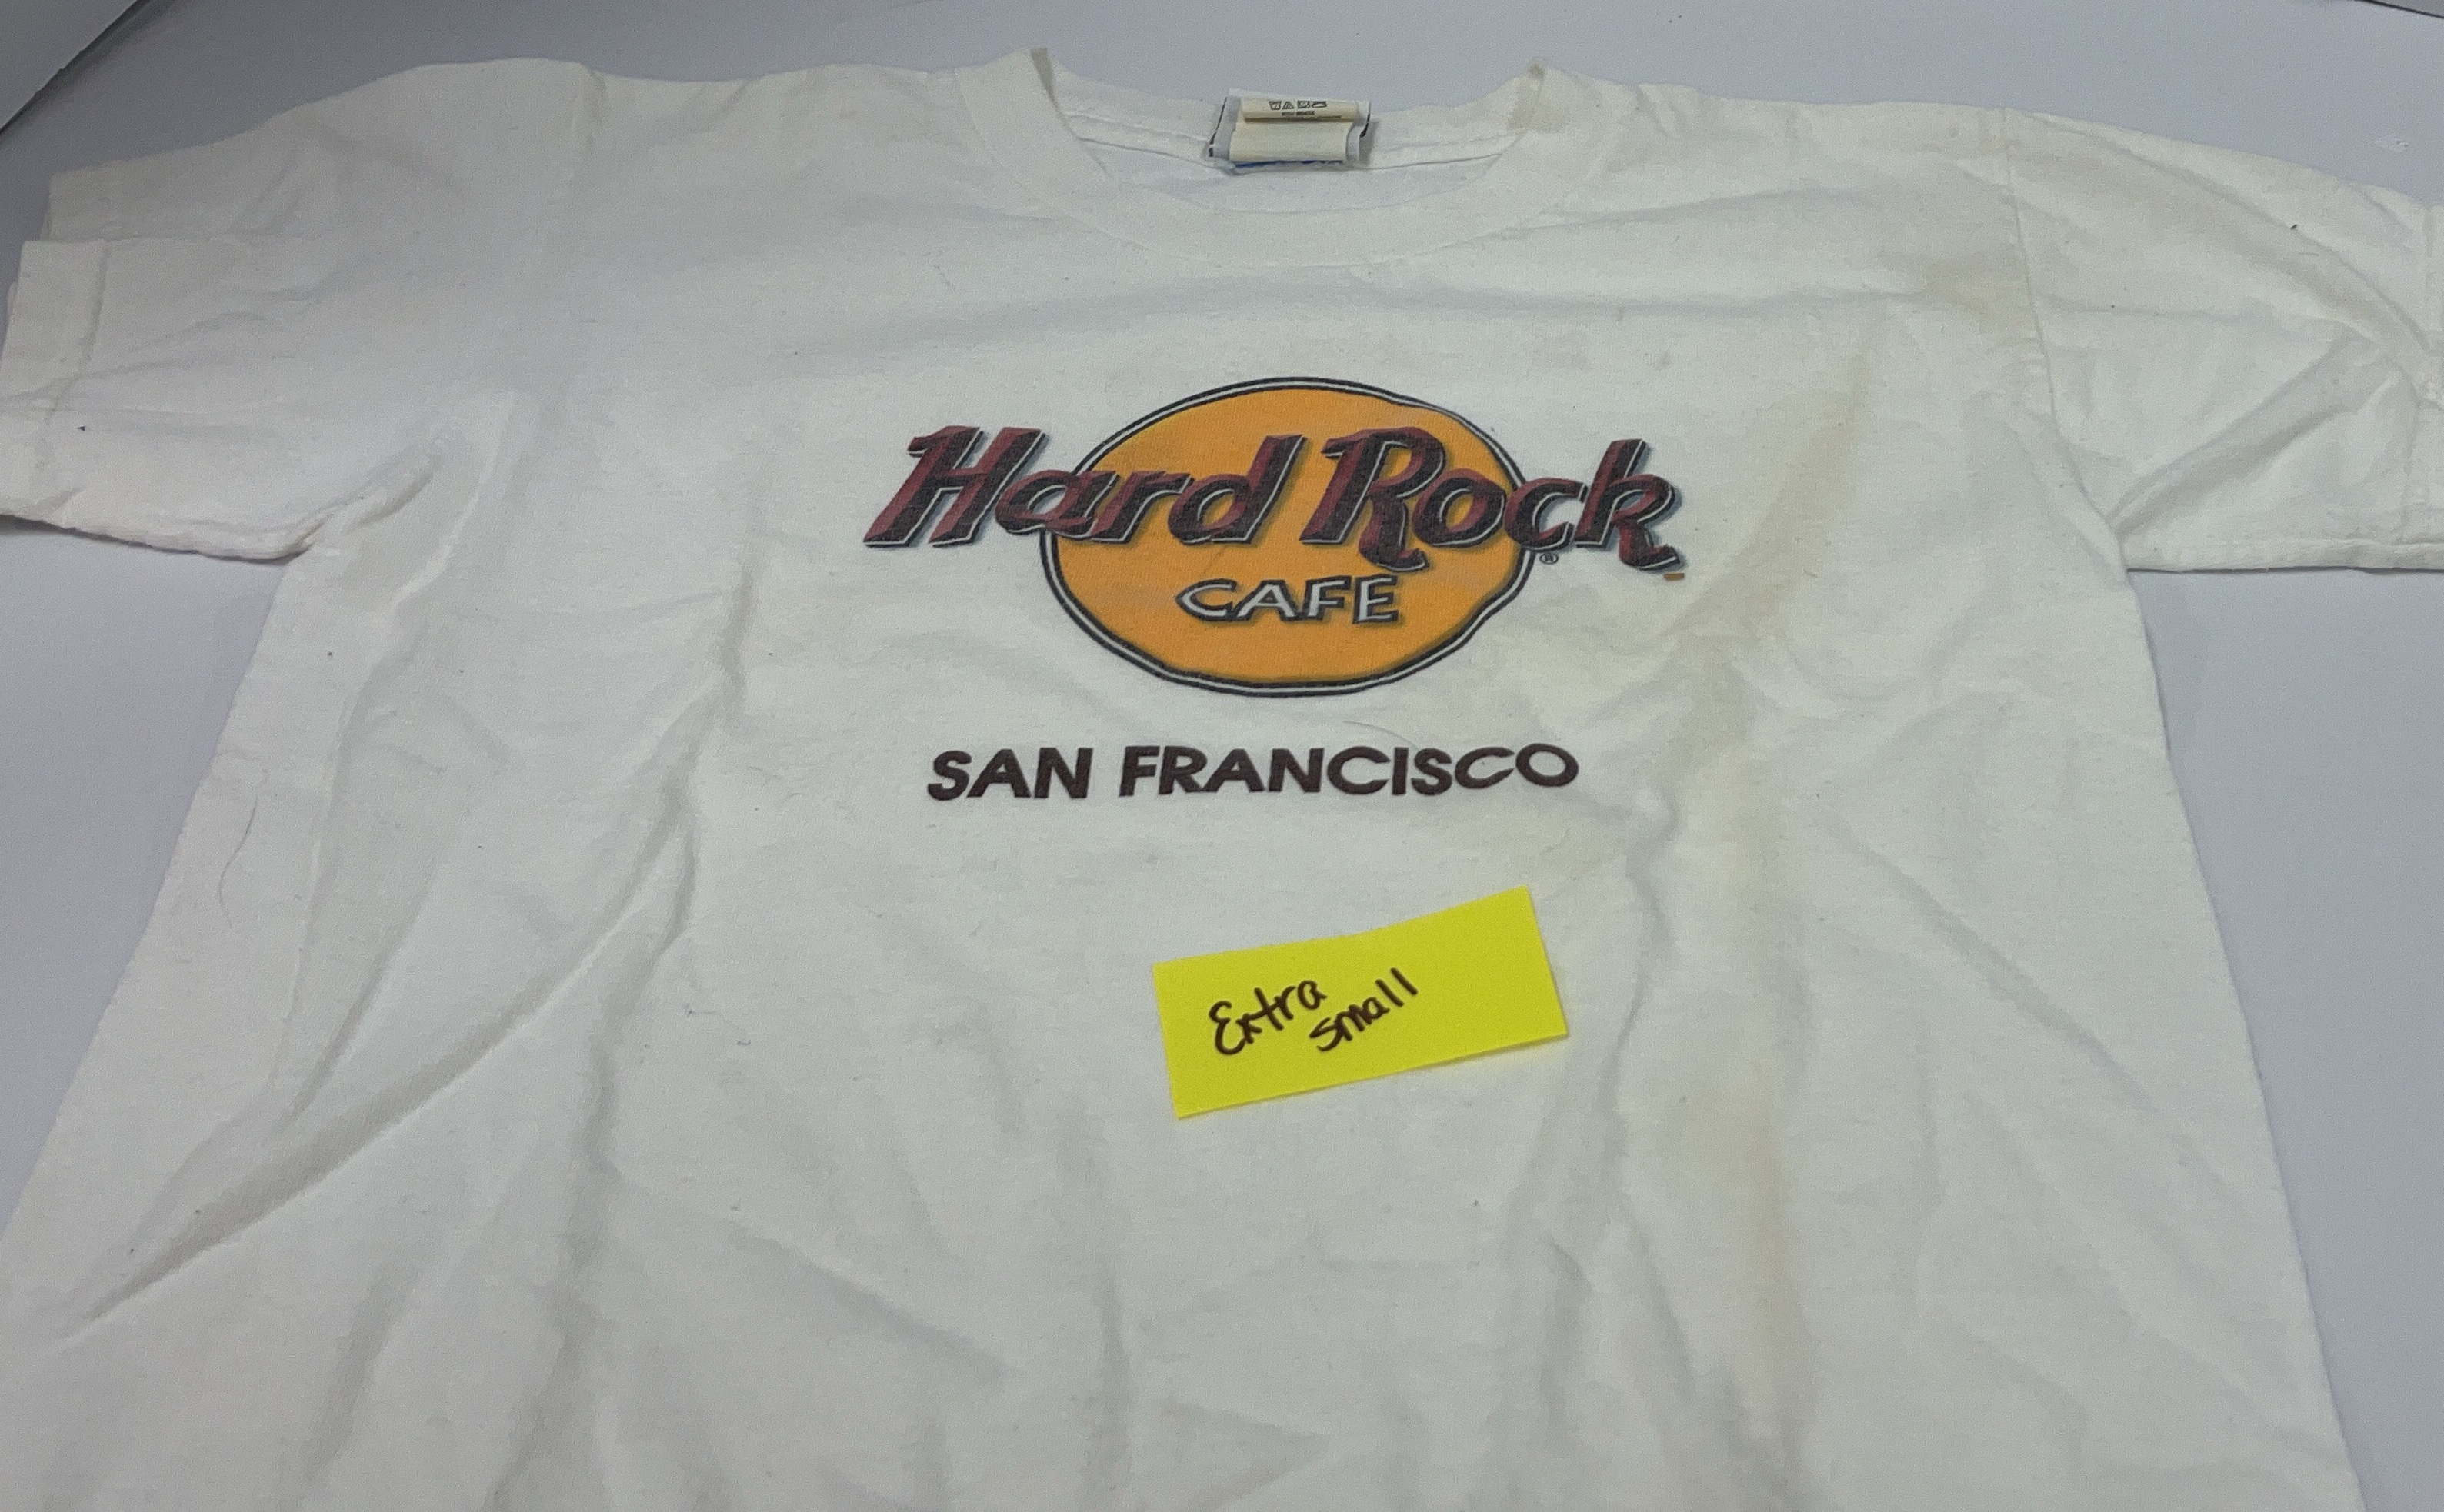 Hard Rock
®
CAFE
SAN FRANCISCO
Extra
small